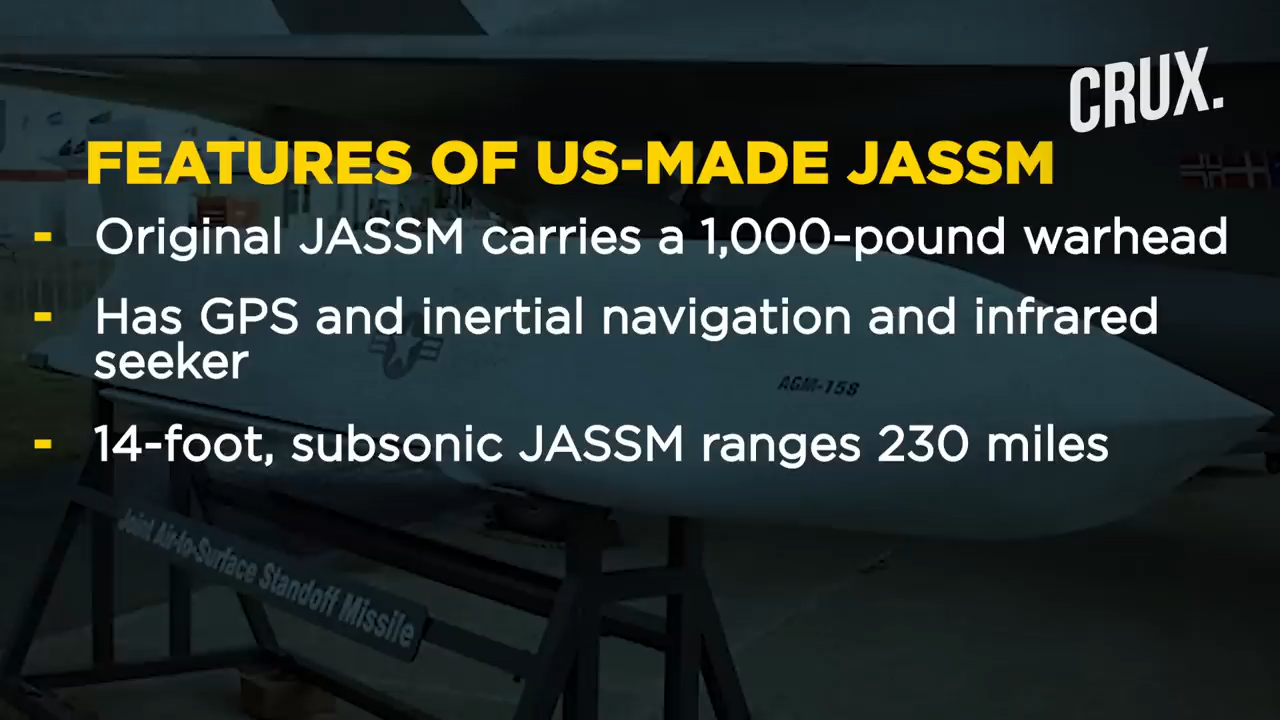 CRUX.
FEATURES OF US-MADE JASSM
- Original JASSM carries a 1,000-pound warhead
- Has GPS and inertial navigation and infrared
seeker
AGM-158
- 14-foot, subsonic JASSM ranges 230 miles
Joint Air-to-Surface Standoff Missile